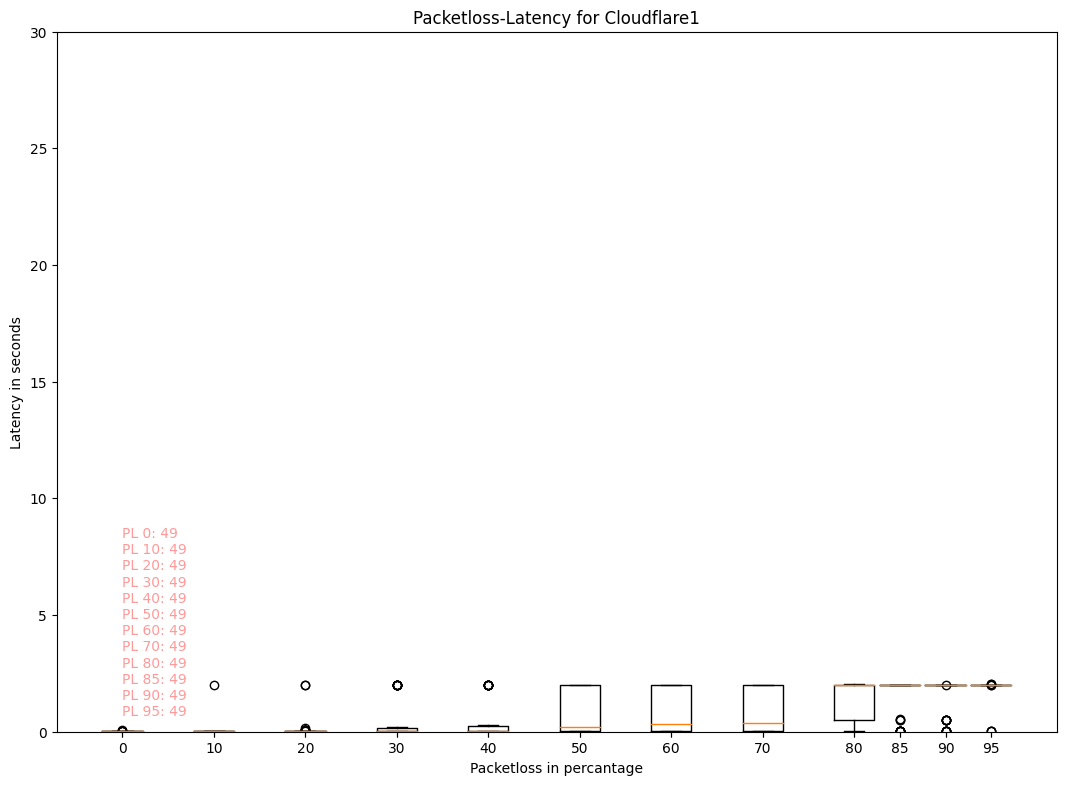 Packetloss-Latency for Cloudflare1
30
25
20
15
10
5
0
Latency in seconds
PL 0: 49
PL 10: 49
PL 20: 49
PL 30: 49
PL 40: 49
PL 50: 49
PL 60: 49
PL 70: 49
PL 80: 49
PL 85: 49
PL 90: 49
PL 95: 49
0 10 20 30 40 50 60 70 80 85 90 95
Packetloss in percantage